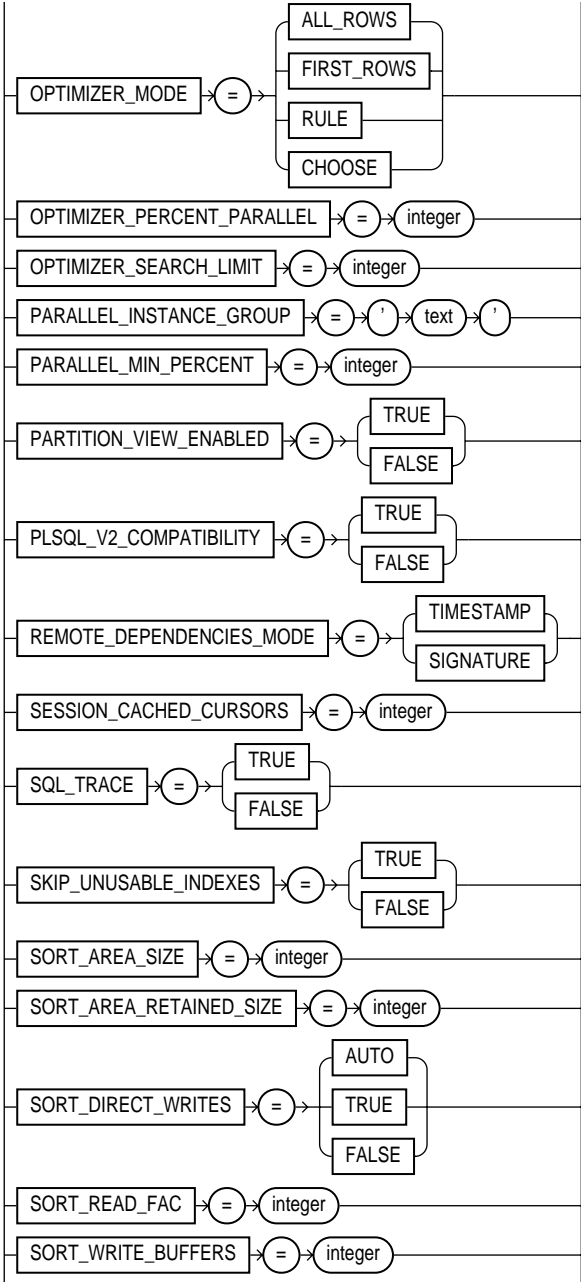 ALL_ROWS
FIRST_ROWS
OPTIMIZER_MODE =
RULE
CHOOSE
OPTIMIZER_PERCENT_PARALLEL = integer
OPTIMIZER_SEARCH_LIMIT = integer
PARALLEL_INSTANCE_GROUP = ’ text ’
PARALLEL_MIN_PERCENT = integer
TRUE
PARTITION_VIEW_ENABLED =
FALSE
TRUE
PLSQL_V2_COMPATIBILITY =
FALSE
TIMESTAMP
REMOTE_DEPENDENCIES_MODE =
SIGNATURE
SESSION_CACHED_CURSORS = integer
TRUE
SQL_TRACE =
FALSE
TRUE
SKIP_UNUSABLE_INDEXES =
FALSE
SORT_AREA_SIZE = integer
SORT_AREA_RETAINED_SIZE = integer
AUTO
SORT_DIRECT_WRITES = TRUE
FALSE
SORT_READ_FAC = integer
SORT_WRITE_BUFFERS = integer